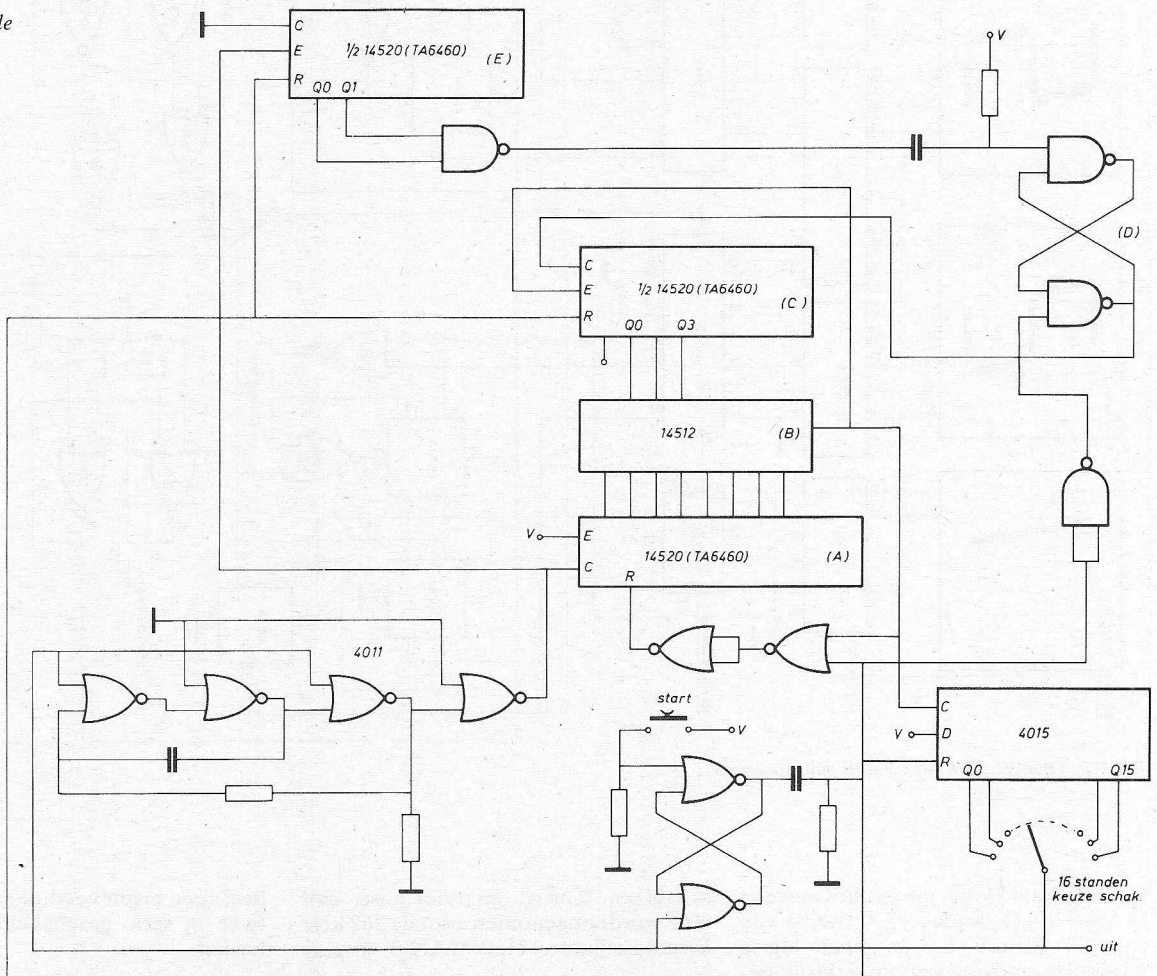 le
C
E
R
½ 14520 (TA6460)
(E)
Q0 Q1
V
(D)
C
E
R
½ 14520 (TA6460)
(C)
Q0 Q3
14512 (B)
V
E
C
R
14520 (TA6460) (A)
4011
start
V
V
C
D
R
4015
Q0 Q15
16 standen
keuze schak.
uit